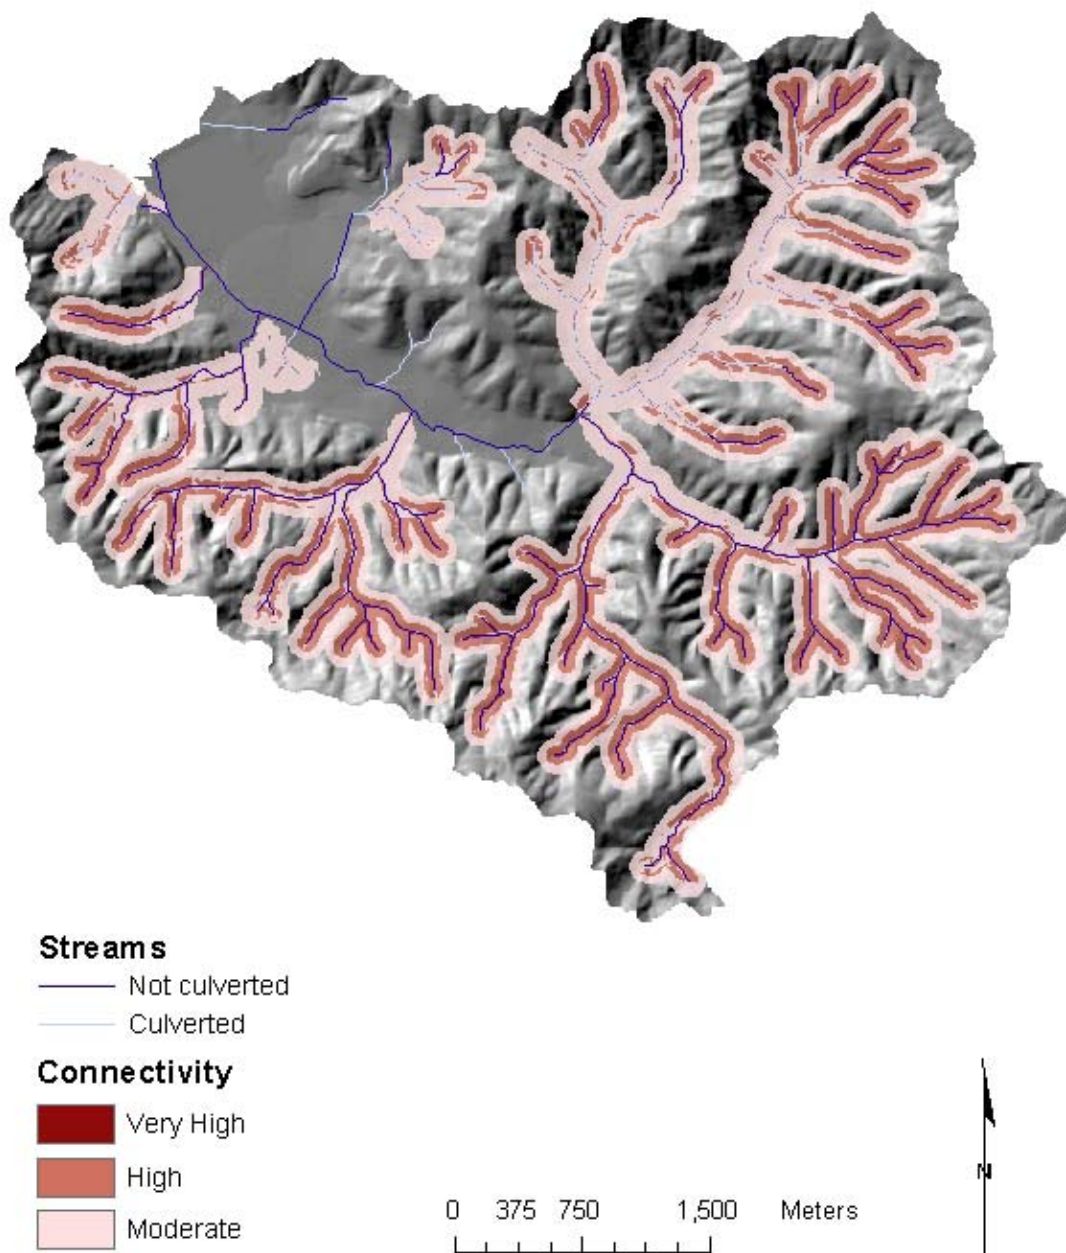 Streams
Not culverted
Culverted
Connectivity
Very High
High
Moderate
0 375 750 1,500 Meters
N